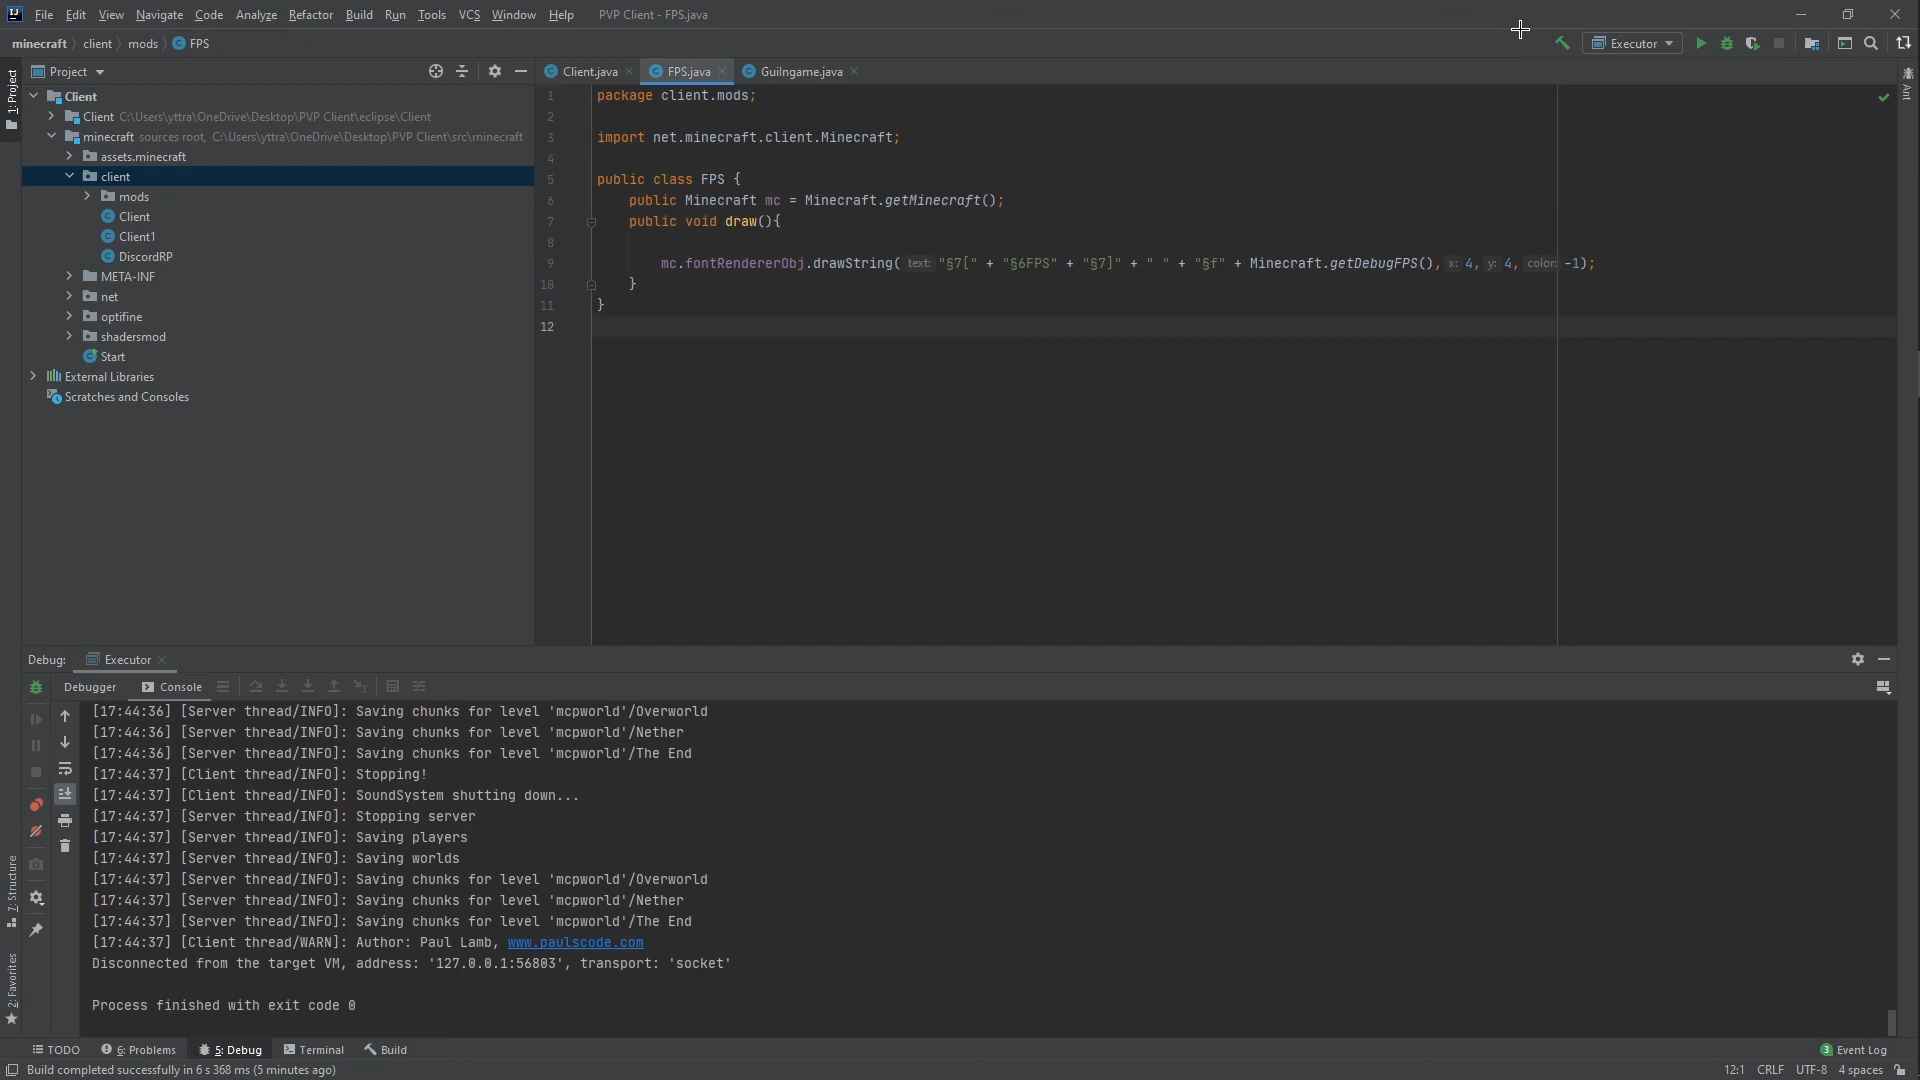 File Edit View Navigate Code Analyze Refactor Build Run Tools VCS Window Help PVP Client - FPS.java
minecraft client mods FPS Executor
1: Project
Project
Client.java FPS.java GuiIngame.java
Ant
Client
Client C:\Users\yttra\OneDrive\Desktop\PVP Client\eclipse\Client
minecraft sources root, C:\Users\yttra\OneDrive\Desktop\PVP Client\src\minecraft
assets.minecraft
client
mods
Client
Client1
DiscordRP
META-INF
net
optifine
shadersmod
Start
External Libraries
Scratches and Consoles
1 package client.mods;
2
3 import net.minecraft.client.Minecraft;
4
5 public class FPS {
6 public Minecraft mc = Minecraft.getMinecraft();
7 public void draw(){
8
9 mc.fontRendererObj.drawString( text: "§7[" + "§6FPS" + "§7]" + " " + "§f" + Minecraft.getDebugFPS(), x: 4, y: 4, color: -1);
10 }
11 }
12
Debug: Executor
Debugger Console
[17:44:36] [Server thread/INFO]: Saving chunks for level 'mcpworld'/Overworld
[17:44:36] [Server thread/INFO]: Saving chunks for level 'mcpworld'/Nether
[17:44:36] [Server thread/INFO]: Saving chunks for level 'mcpworld'/The End
[17:44:37] [Client thread/INFO]: Stopping!
[17:44:37] [Client thread/INFO]: SoundSystem shutting down...
[17:44:37] [Server thread/INFO]: Stopping server
[17:44:37] [Server thread/INFO]: Saving players
[17:44:37] [Server thread/INFO]: Saving worlds
[17:44:37] [Server thread/INFO]: Saving chunks for level 'mcpworld'/Overworld
[17:44:37] [Server thread/INFO]: Saving chunks for level 'mcpworld'/Nether
[17:44:37] [Server thread/INFO]: Saving chunks for level 'mcpworld'/The End
[17:44:37] [Client thread/WARN]: Author: Paul Lamb, www.paulscode.com
Disconnected from the target VM, address: '127.0.0.1:56803', transport: 'socket'
Process finished with exit code 0
7: Structure
2: Favorites
TODO 6: Problems 5: Debug Terminal Build 3 Event Log
Build completed successfully in 6 s 368 ms (5 minutes ago) 12:1 CRLF UTF-8 4 spaces